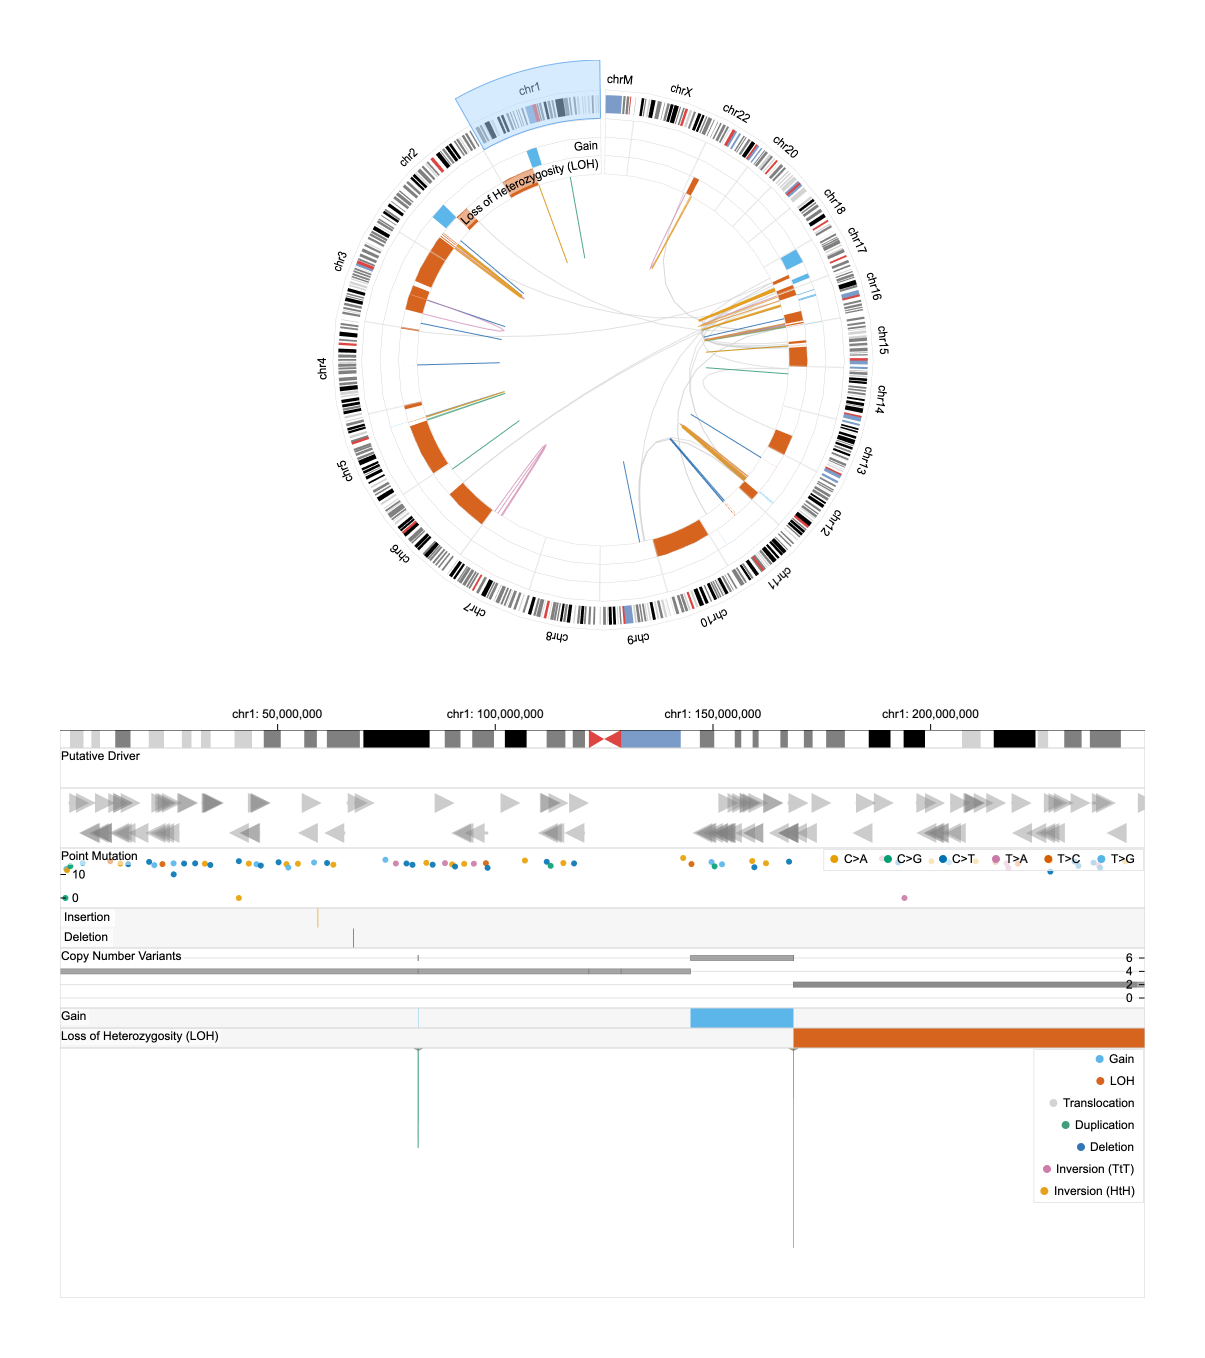 chr1
chrM
chrX
chr22
chr20
chr18
chr17
chr16
chr15
chr14
chr13
chr12
chr11
chr10
chr9
chr8
chr7
chr6
chr5
chr4
chr3
chr2
Gain
Loss of Heterozygosity (LOH)
chr1: 50,000,000 chr1: 100,000,000 chr1: 150,000,000 chr1: 200,000,000
Putative Driver
Point Mutation
C>A C>G C>T T>A T>C T>G
10
0
Insertion
Deletion
Copy Number Variants
6
4
2
0
Gain
Loss of Heterozygosity (LOH)
Gain
LOH
Translocation
Duplication
Deletion
Inversion (TtT)
Inversion (HtH)